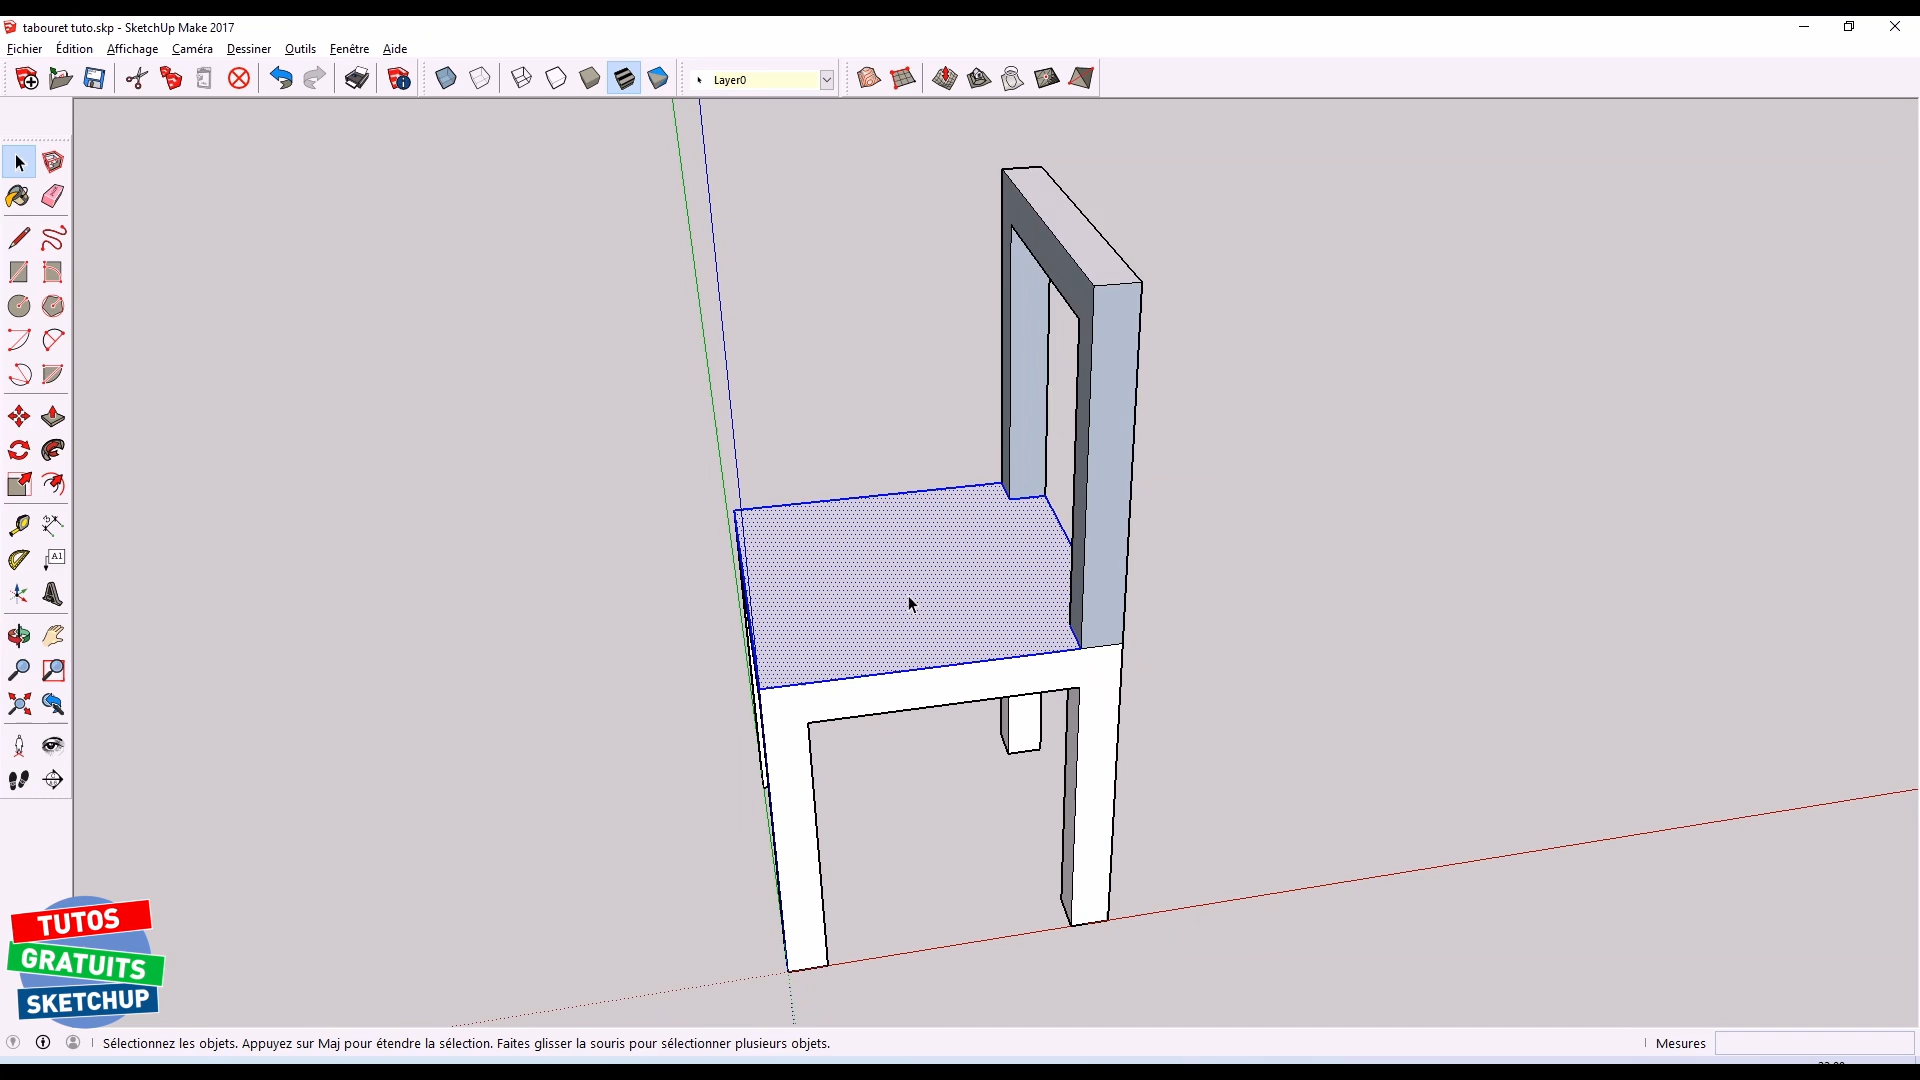 tabouret tuto.skp - SketchUp Make 2017
Fichier Édition Affichage Caméra Dessiner Outils Fenêtre Aide
Layer0
A1
TUTOS
GRATUITS
SKETCHUP
Sélectionnez les objets. Appuyez sur Maj pour étendre la sélection. Faites glisser la souris pour sélectionner plusieurs objets.
Mesures